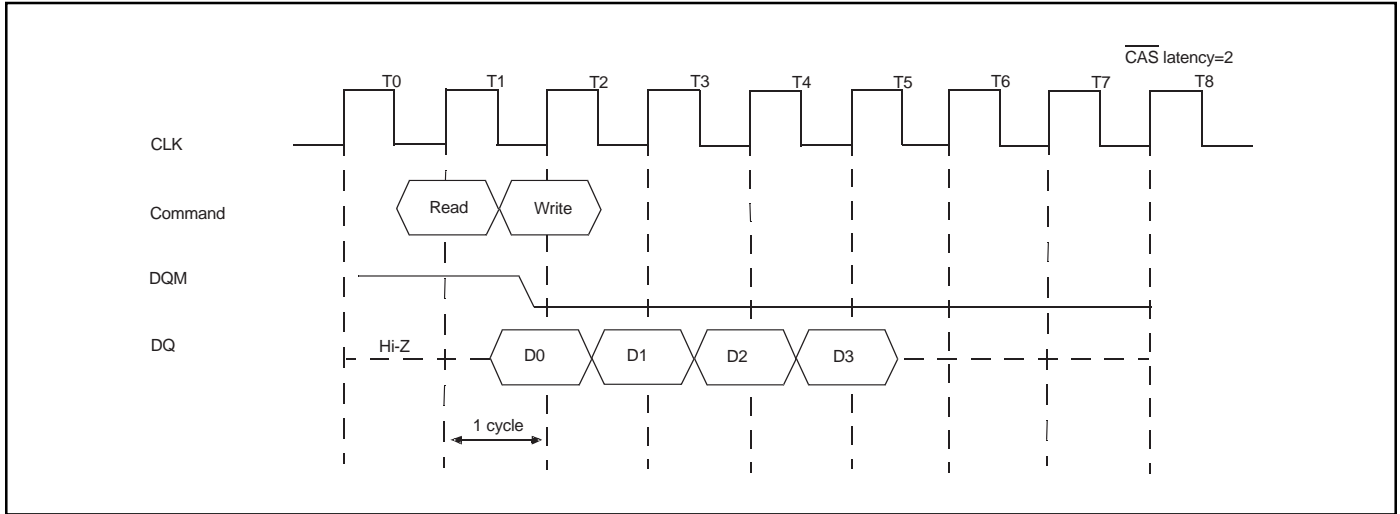 CAS latency=2
T0 T1 T2 T3 T4 T5 T6 T7 T8
CLK
Command Read Write
DQM
DQ Hi-Z D0 D1 D2 D3
1 cycle